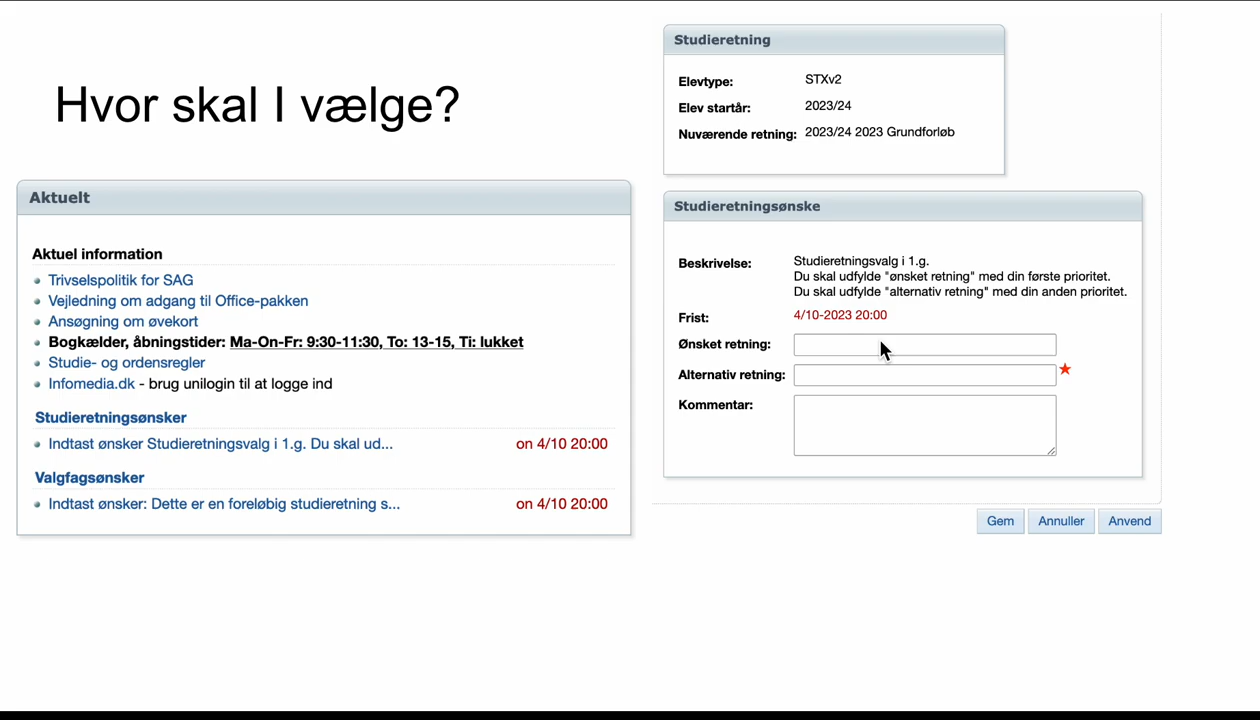 Hvor skal I vælge?
Aktuelt
Aktuel information
Trivselspolitik for SAG
Vejledning om adgang til Office-pakken
Ansøgning om øvekort
Bogkælder, åbningstider: Ma-On-Fr: 9:30-11:30, To: 13-15, Ti: lukket
Studie- og ordensregler
Infomedia.dk - brug unilogin til at logge ind
Studieretningsønsker
Indtast ønsker Studieretningsvalg i 1.g. Du skal ud... on 4/10 20:00
Valgfagsønsker
Indtast ønsker: Dette er en foreløbig studieretning s... on 4/10 20:00
Studieretning
Elevtype: STXv2
Elev startår: 2023/24
Nuværende retning: 2023/24 2023 Grundforløb
Studieretningsønske
Beskrivelse: Studieretningsvalg i 1.g.
Du skal udfylde "ønsket retning" med din første prioritet.
Du skal udfylde "alternativ retning" med din anden prioritet.
Frist: 4/10-2023 20:00
Ønsket retning:
Alternativ retning:
Kommentar:
Gem Annuller Anvend